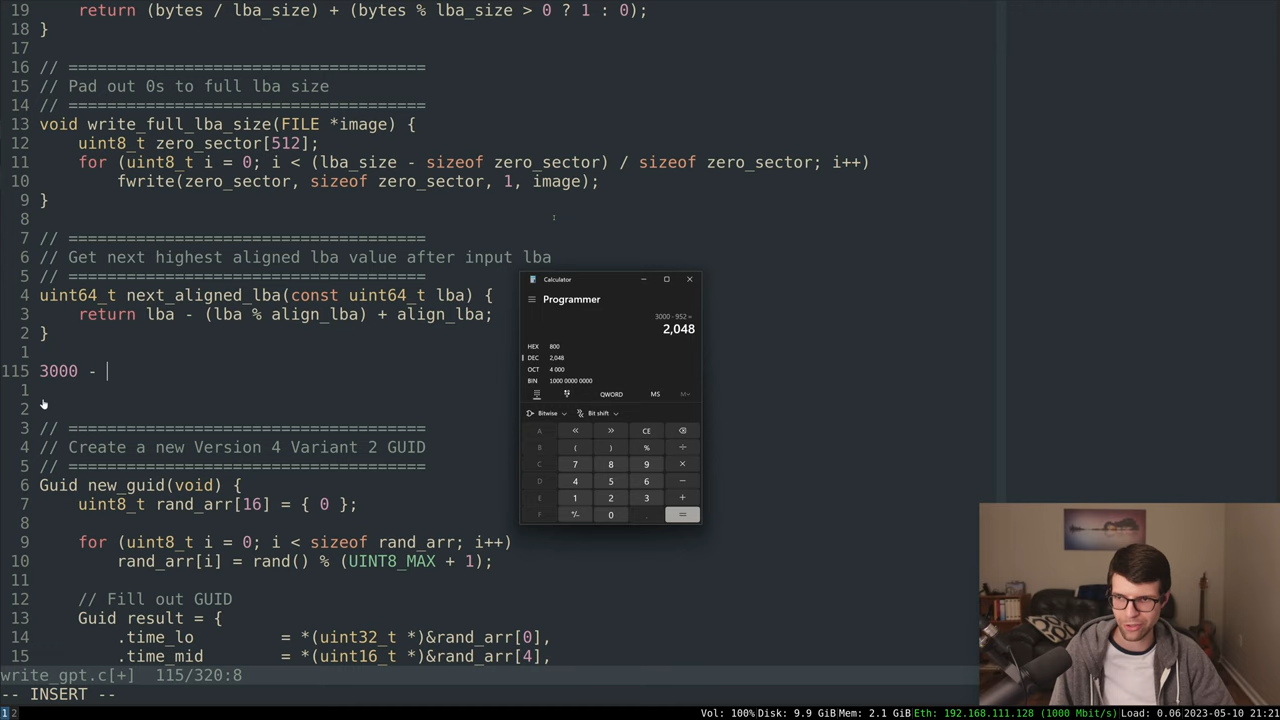 19     return (bytes / lba_size) + (bytes % lba_size > 0 ? 1 : 0);
18 }
17
16 // =====================================
15 // Pad out 0s to full lba size
14 // =====================================
13 void write_full_lba_size(FILE *image) {
12     uint8_t zero_sector[512];
11     for (uint8_t i = 0; i < (lba_size - sizeof zero_sector) / sizeof zero_sector; i++)
10         fwrite(zero_sector, sizeof zero_sector, 1, image);
9 }
8
7 // =====================================
6 // Get next highest aligned lba value after input lba
5 // =====================================
4 uint64_t next_aligned_lba(const uint64_t lba) {
3     return lba - (lba % align_lba) + align_lba;
2 }
1
115 3000 -
1
2
3 // =====================================
4 // Create a new Version 4 Variant 2 GUID
5 // =====================================
6 Guid new_guid(void) {
7     uint8_t rand_arr[16] = { 0 };
8
9     for (uint8_t i = 0; i < sizeof rand_arr; i++)
10         rand_arr[i] = rand() % (UINT8_MAX + 1);
11
12     // Fill out GUID
13     Guid result = {
14         .time_lo         = *(uint32_t *)&rand_arr[0],
15         .time_mid        = *(uint16_t *)&rand_arr[4],
write_gpt.c[+]  115/320:8
-- INSERT --
Calculator
Programmer
3000 - 952 =
2,048
HEX 800
DEC 2,048
OCT 4 000
BIN 1000 0000 0000
QWORD MS M˅
Bitwise Bit shift
A « » CE ⌫
B ( ) % ÷
C 7 8 9 ×
D 4 5 6 −
E 1 2 3 +
F +/- 0 . =
1 2 Vol: 100% Disk: 9.9 GiB Mem: 2.1 GiB Eth: 192.168.111.128 (1000 Mbit/s) Load: 0.06 2023-05-10 21:21